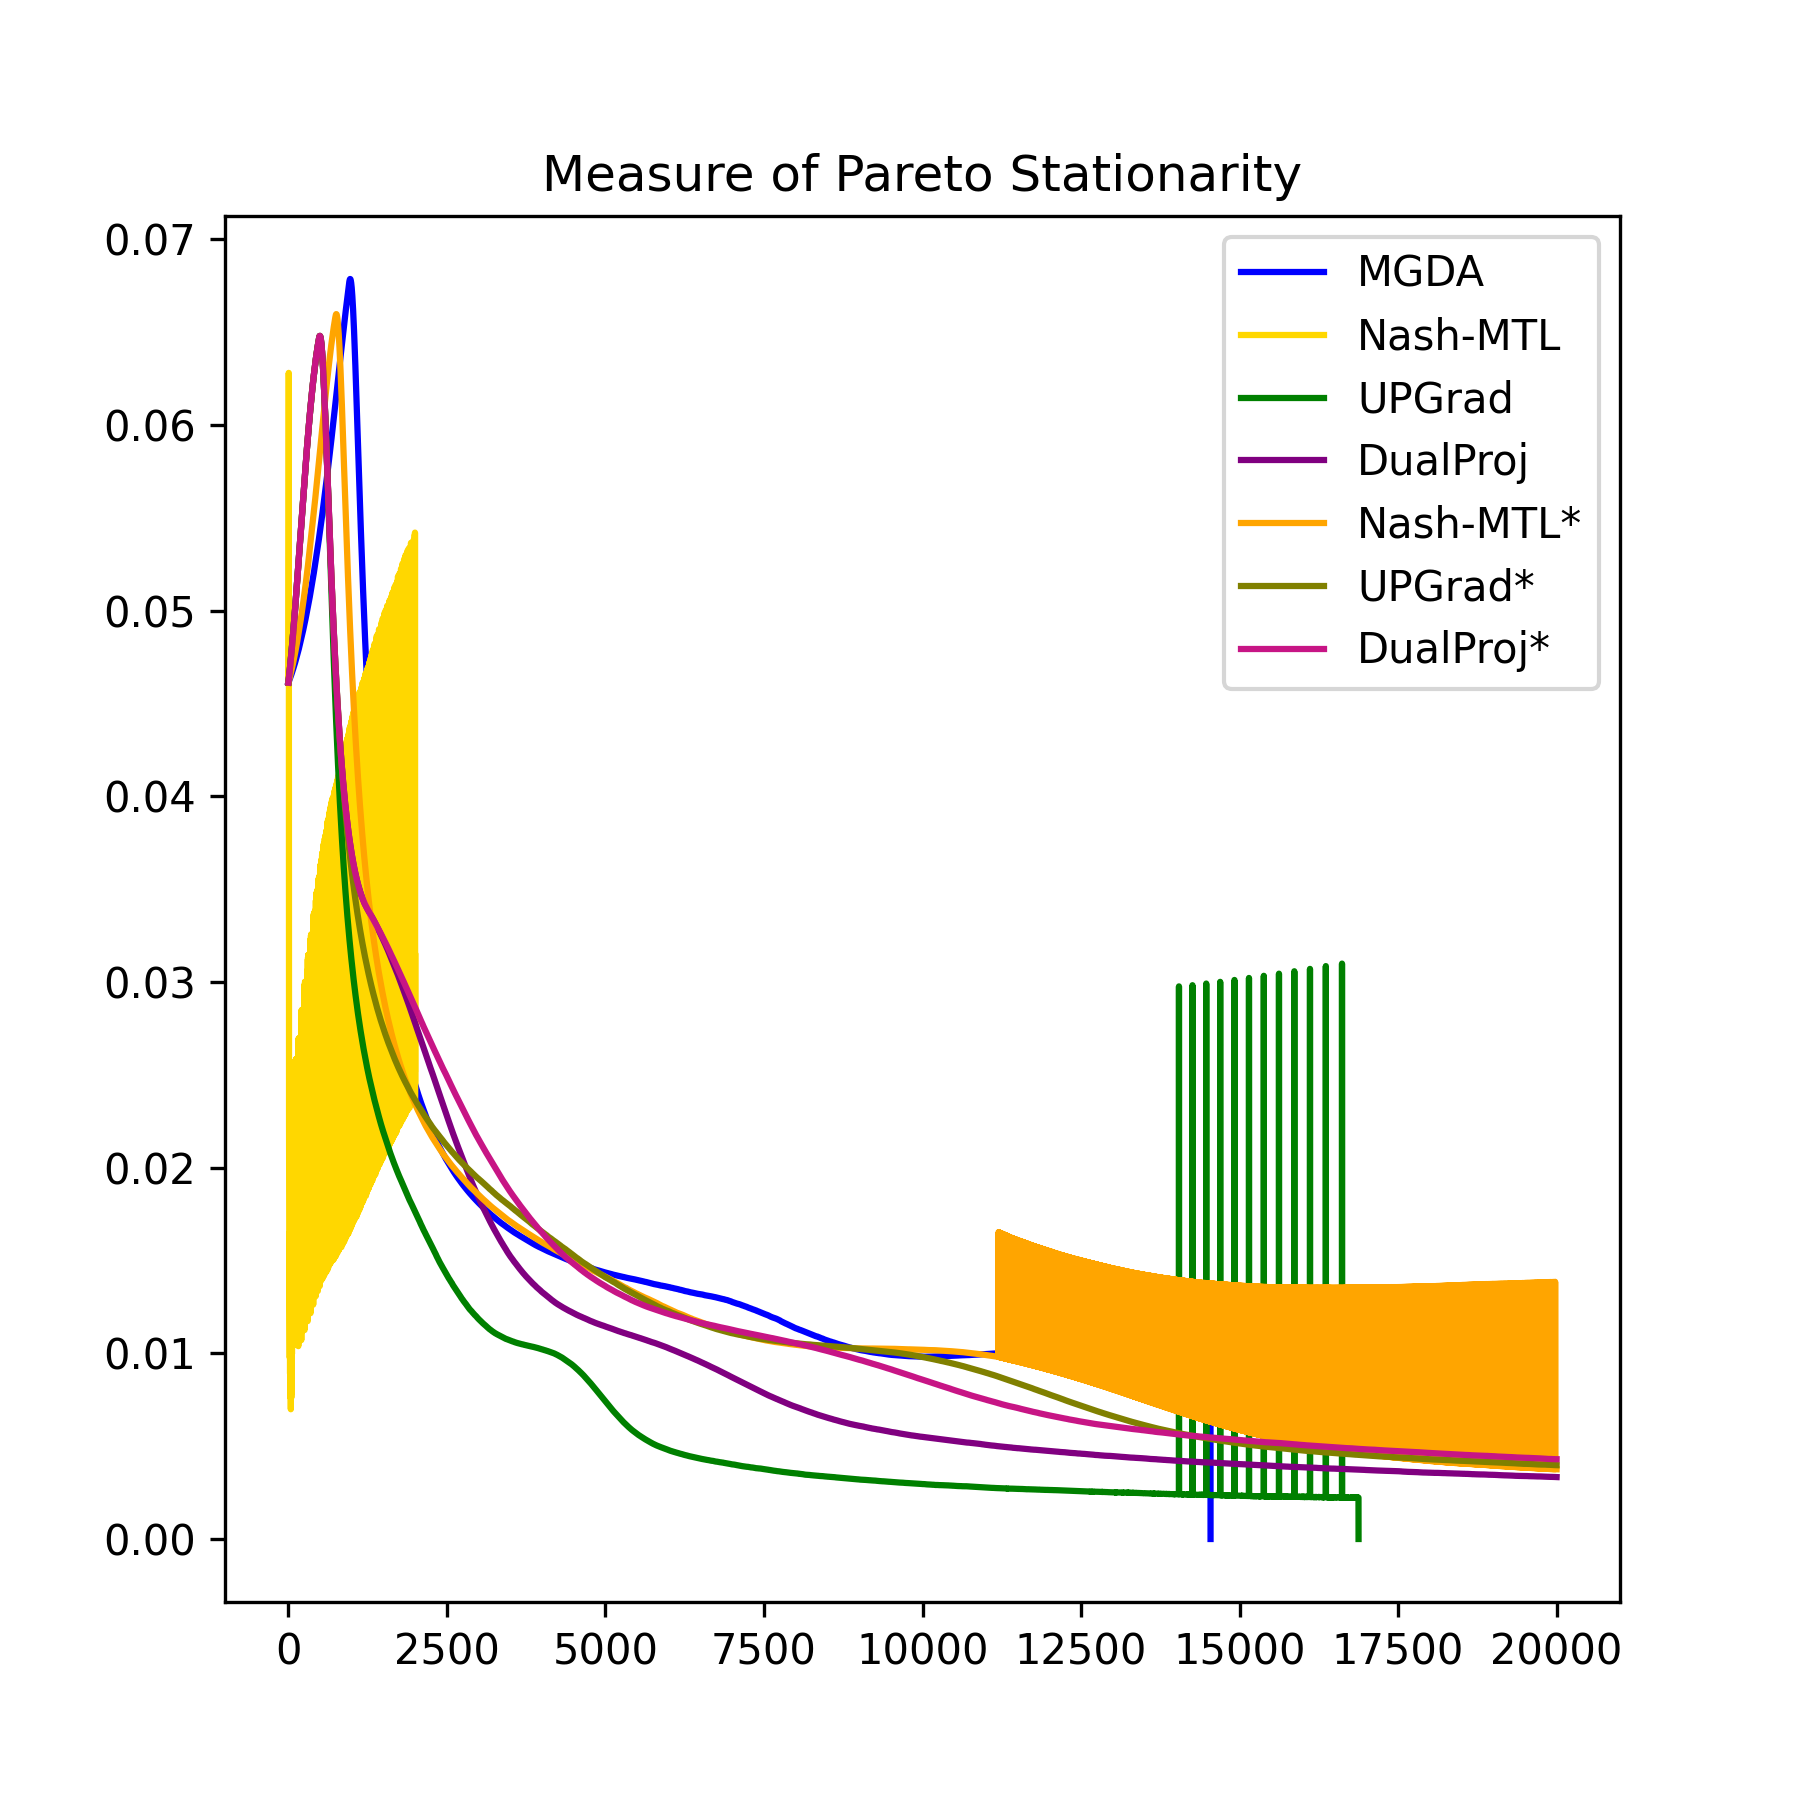 Measure of Pareto Stationarity
0.07
0.06
0.05
0.04
0.03
0.02
0.01
0.00
MGDA
Nash-MTL
UPGrad
DualProj
Nash-MTL*
UPGrad*
DualProj*
0 2500 5000 7500 10000 12500 15000 17500 20000